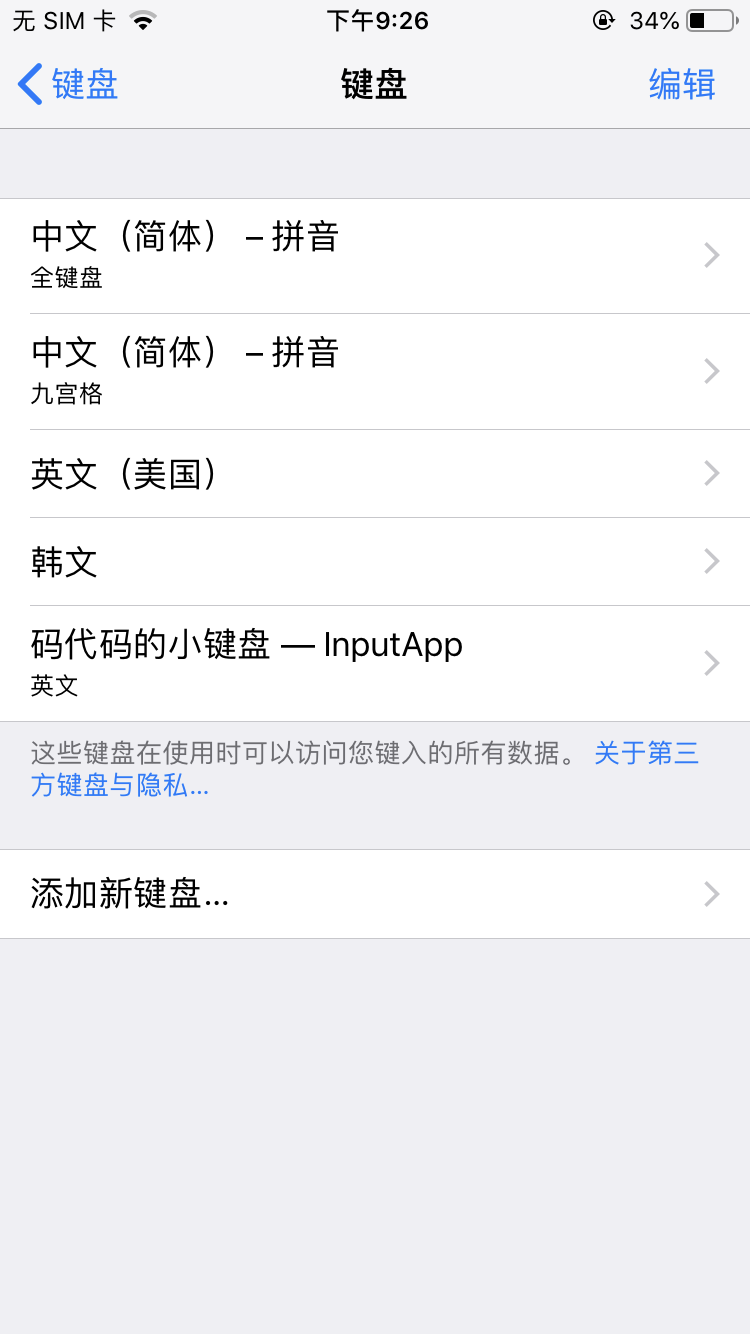 无 SIM 卡
下午9:26
34%
键盘
键盘
编辑
中文（简体） – 拼音
全键盘
中文（简体） – 拼音
九宫格
英文（美国）
韩文
码代码的小键盘 — InputApp
英文
这些键盘在使用时可以访问您键入的所有数据。 关于第三
方键盘与隐私...
添加新键盘...